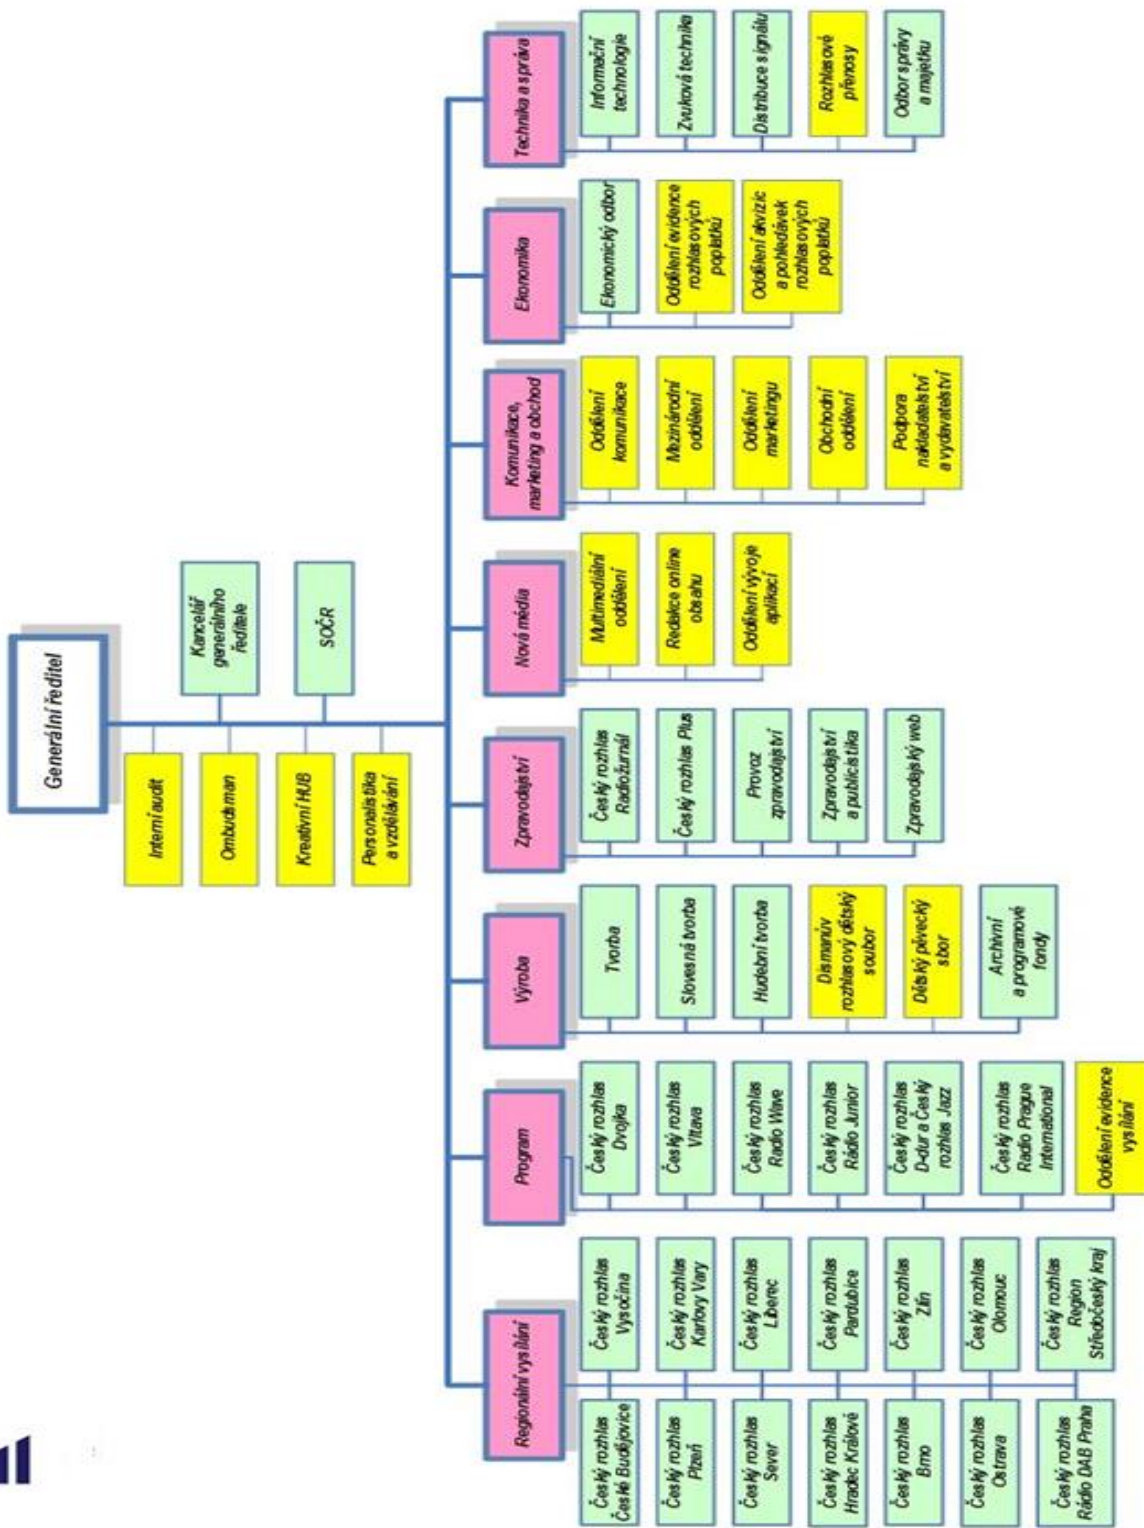 Generální ředitel
Interní audit
Ombudsman
Kreativní HUB
Personalistika
a vzdělávání
Kancelář
generálního
ředitele
SOČR
Regionální vysílání
Český rozhlas
České Budějovice
Český rozhlas
Plzeň
Český rozhlas
Sever
Český rozhlas
Hradec Králové
Český rozhlas
Brno
Český rozhlas
Ostrava
Český rozhlas
Rádio DAB Praha
Český rozhlas
Vysočina
Český rozhlas
Karlovy Vary
Český rozhlas
Liberec
Český rozhlas
Pardubice
Český rozhlas
Zlín
Český rozhlas
Olomouc
Český rozhlas
Region
Středočeský kraj
Program
Český rozhlas
Dvojka
Český rozhlas
Vltava
Český rozhlas
Radio Wave
Český rozhlas
Rádio Junior
Český rozhlas
D-dur a Český
rozhlas Jazz
Český rozhlas
Radio Prague
International
Oddělení evidence
vysílání
Výroba
Tvorba
Slovesná tvorba
Hudební tvorba
Dismanův
rozhlasový dětský
soubor
Dětský pěvecký
sbor
Archivní
a programové
fondy
Zpravodajství
Český rozhlas
Radiožurnál
Český rozhlas Plus
Provoz
zpravodajství
Zpravodajství
a publicistika
Zpravodajský web
Nová média
Multimediální
oddělení
Redakce online
obsahu
Oddělení vývoje
aplikací
Komunikace,
marketing a obchod
Oddělení
komunikace
Mezinárodní
oddělení
Oddělení
marketingu
Obchodní
oddělení
Podpora
nakladatelství
a vydavatelství
Ekonomika
Ekonomický odbor
Oddělení evidence
rozhlasových
poplatků
Oddělení akvizic
a pohledávek
rozhlasových
poplatků
Technika a správa
Informační
technologie
Zvuková technika
Distribuce signálu
Rozhlasové
přenosy
Odbor správy
a majetku